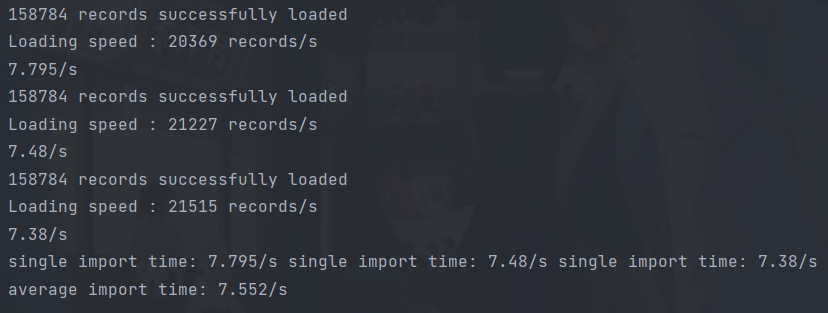 158784 records successfully loaded
Loading speed : 20369 records/s
7.795/s
158784 records successfully loaded
Loading speed : 21227 records/s
7.48/s
158784 records successfully loaded
Loading speed : 21515 records/s
7.38/s
single import time: 7.795/s single import time: 7.48/s single import time: 7.38/s
average import time: 7.552/s